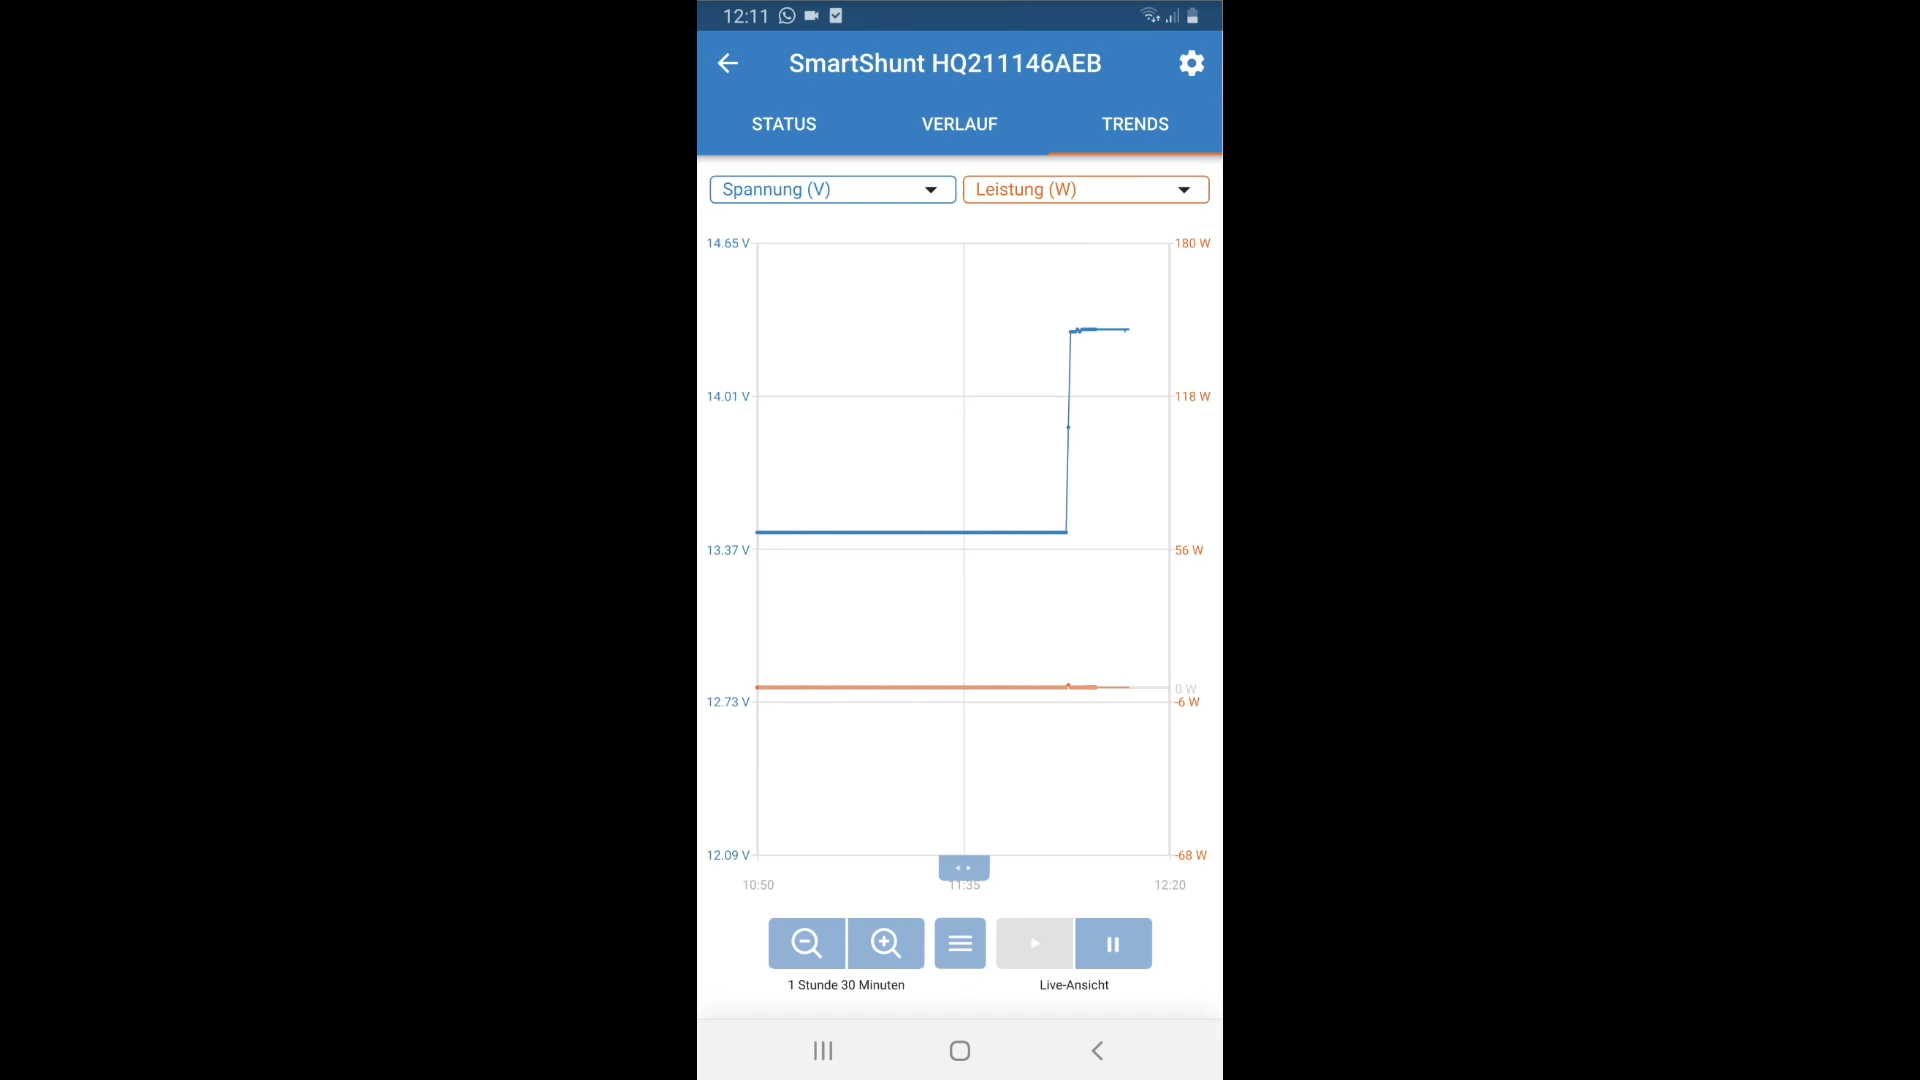 12:11
SmartShunt HQ211146AEB
STATUS VERLAUF TRENDS
Spannung (V) Leistung (W)
14.65 V 180 W
14.01 V 118 W
13.37 V 56 W
0 W
12.73 V -6 W
12.09 V -68 W
10:50 11:35 12:20
1 Stunde 30 Minuten Live-Ansicht